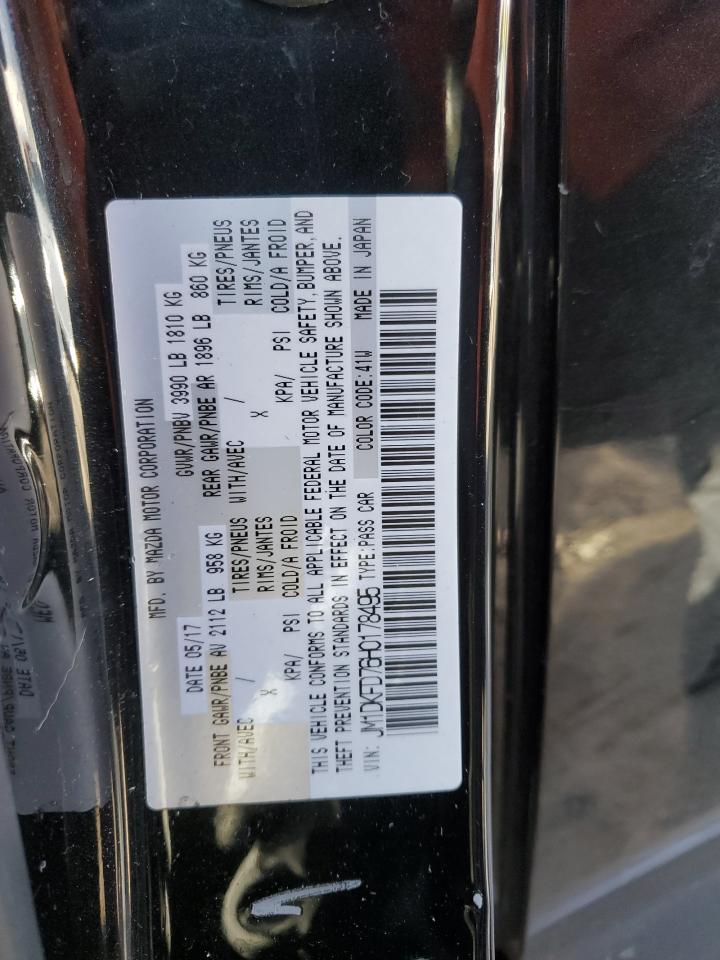 MFD. BY MAZDA MOTOR CORPORATION
DATE 05/17 GVWR/PNBV 3990 LB 1810 KG
FRONT GAWR/PNBE AV 2112 LB 958 KG REAR GAWR/PNBE AR 1896 LB 860 KG
WITH/AVEC / TIRES/PNEUS WITH/AVEC / TIRES/PNEUS
X RIMS/JANTES X RIMS/JANTES
KPA/ PSI COLD/A FROID KPA/ PSI COLD/A FROID
THIS VEHICLE CONFORMS TO ALL APPLICABLE FEDERAL MOTOR VEHICLE SAFETY, BUMPER, AND
THEFT PREVENTION STANDARDS IN EFFECT ON THE DATE OF MANUFACTURE SHOWN ABOVE.
VIN: JM1DKFD76H0178495 TYPE:PASS CAR COLOR CODE:41W MADE IN JAPAN